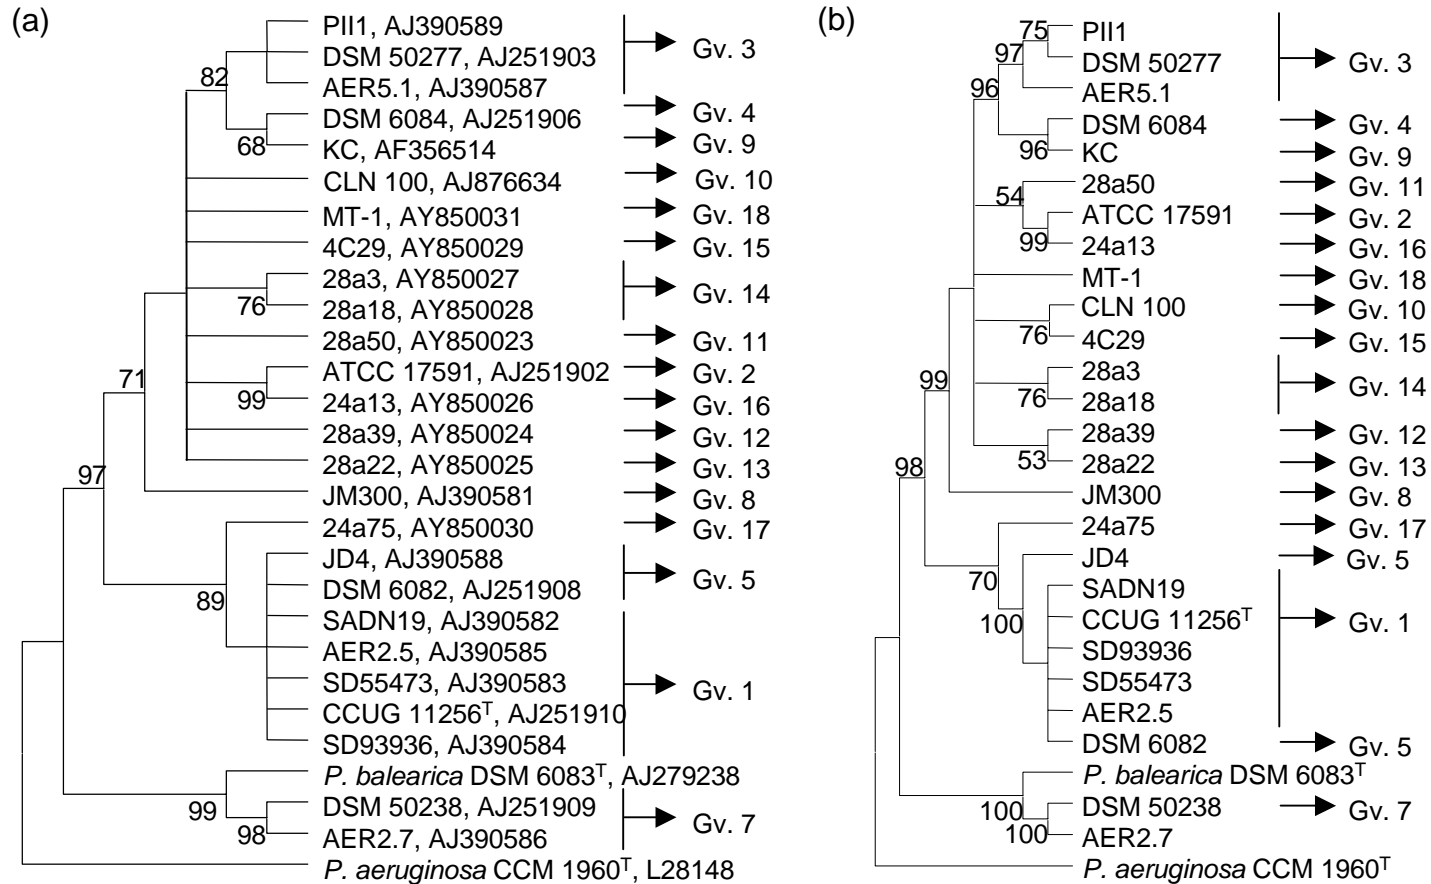 (a)
82
68
76
71
99
97
89
99
98
PII1, AJ390589
DSM 50277, AJ251903
AER5.1, AJ390587
DSM 6084, AJ251906
KC, AF356514
CLN 100, AJ876634
MT-1, AY850031
4C29, AY850029
28a3, AY850027
28a18, AY850028
28a50, AY850023
ATCC 17591, AJ251902
24a13, AY850026
28a39, AY850024
28a22, AY850025
JM300, AJ390581
24a75, AY850030
JD4, AJ390588
DSM 6082, AJ251908
SADN19, AJ390582
AER2.5, AJ390585
SD55473, AJ390583
CCUG 11256ᵀ, AJ251910
SD93936, AJ390584
P. balearica DSM 6083ᵀ, AJ279238
DSM 50238, AJ251909
AER2.7, AJ390586
P. aeruginosa CCM 1960ᵀ, L28148
Gv. 3
Gv. 4
Gv. 9
Gv. 10
Gv. 18
Gv. 15
Gv. 14
Gv. 11
Gv. 2
Gv. 16
Gv. 12
Gv. 13
Gv. 8
Gv. 17
Gv. 5
Gv. 1
Gv. 7
(b)
75
97
96
96
54
99
76
99
76
53
98
70
100
100
100
PII1
DSM 50277
AER5.1
DSM 6084
KC
28a50
ATCC 17591
24a13
MT-1
CLN 100
4C29
28a3
28a18
28a39
28a22
JM300
24a75
JD4
SADN19
CCUG 11256ᵀ
SD93936
SD55473
AER2.5
DSM 6082
P. balearica DSM 6083ᵀ
DSM 50238
AER2.7
P. aeruginosa CCM 1960ᵀ
Gv. 3
Gv. 4
Gv. 9
Gv. 11
Gv. 2
Gv. 16
Gv. 18
Gv. 10
Gv. 15
Gv. 14
Gv. 12
Gv. 13
Gv. 8
Gv. 17
Gv. 5
Gv. 1
Gv. 5
Gv. 7